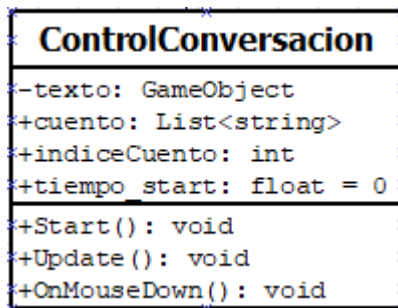 ControlConversacion
-texto: GameObject
+cuento: List<string>
+indiceCuento: int
+tiempo_start: float = 0
+Start(): void
+Update(): void
+OnMouseDown(): void